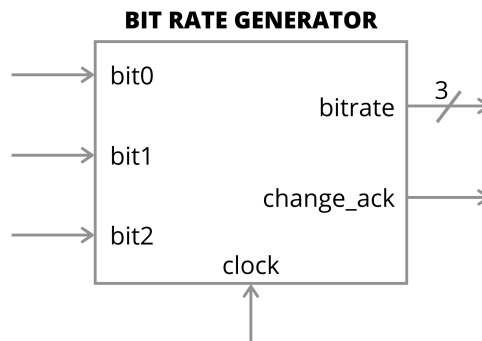 BIT RATE GENERATOR
bit0
bitrate
3
bit1
change_ack
bit2
clock